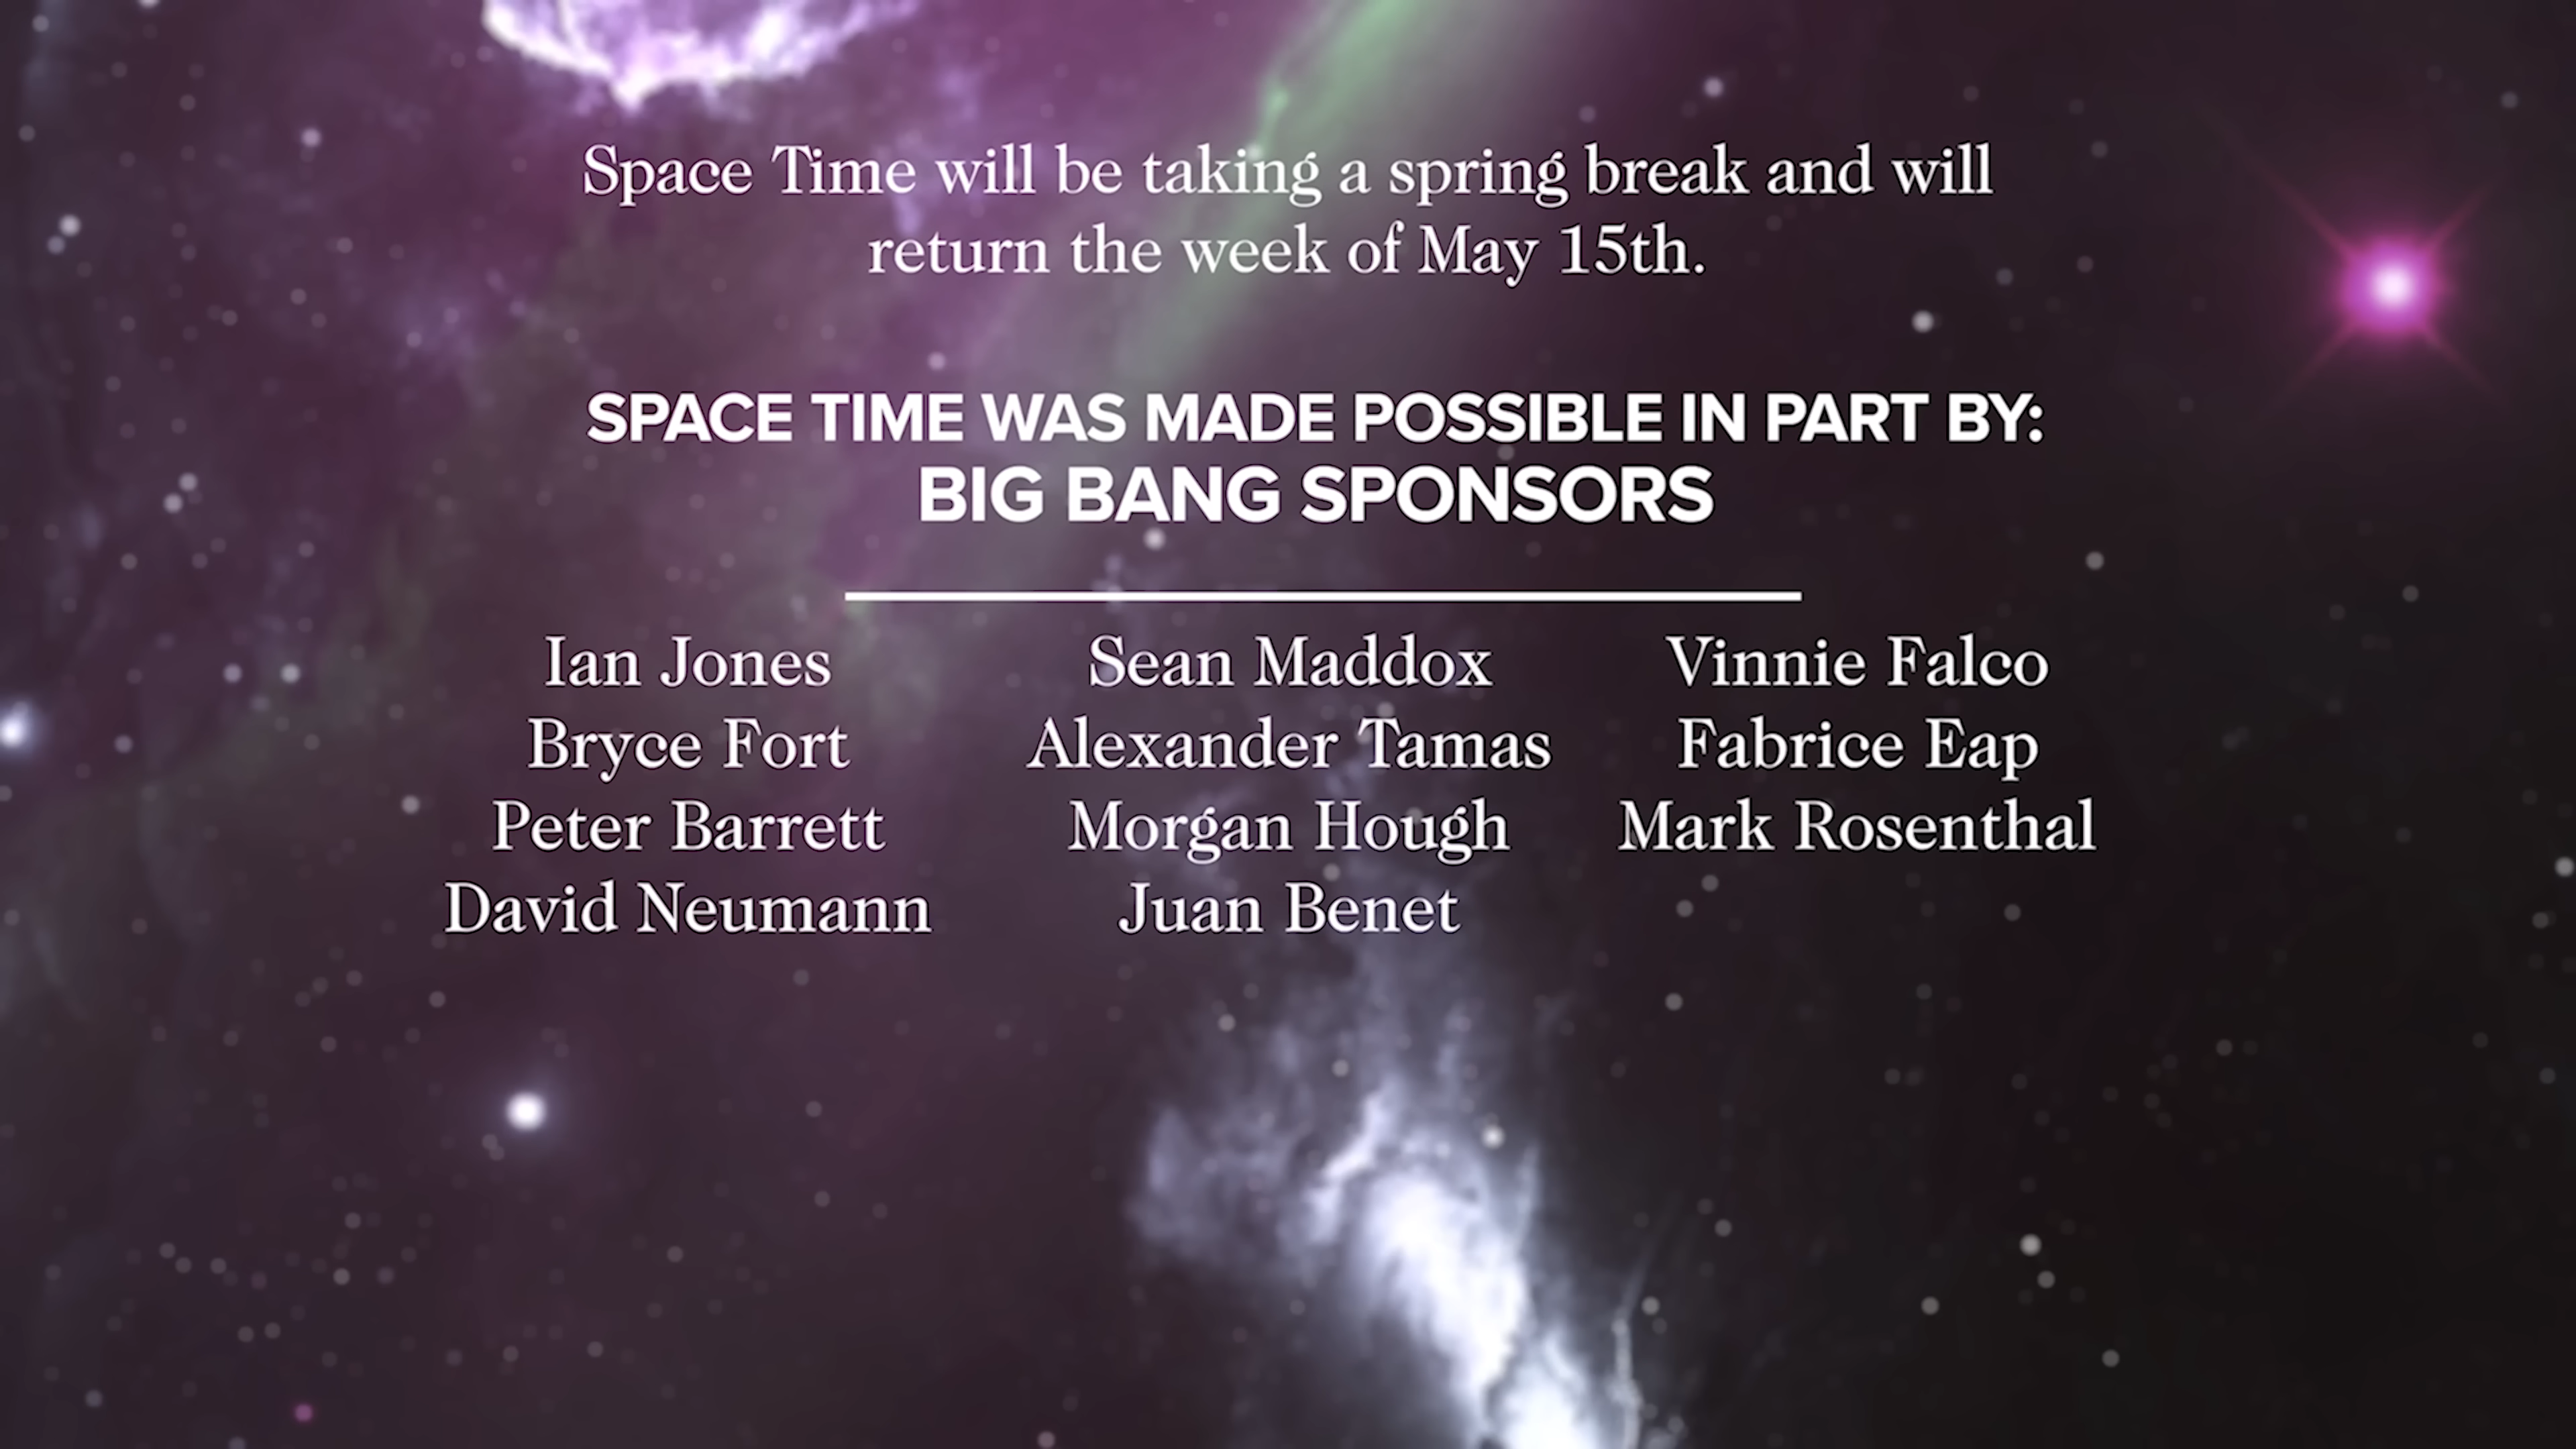 Space Time will be taking a spring break and will
return the week of May 15th.
SPACE TIME WAS MADE POSSIBLE IN PART BY:
BIG BANG SPONSORS
Ian Jones
Bryce Fort
Peter Barrett
David Neumann
Sean Maddox
Alexander Tamas
Morgan Hough
Juan Benet
Vinnie Falco
Fabrice Eap
Mark Rosenthal